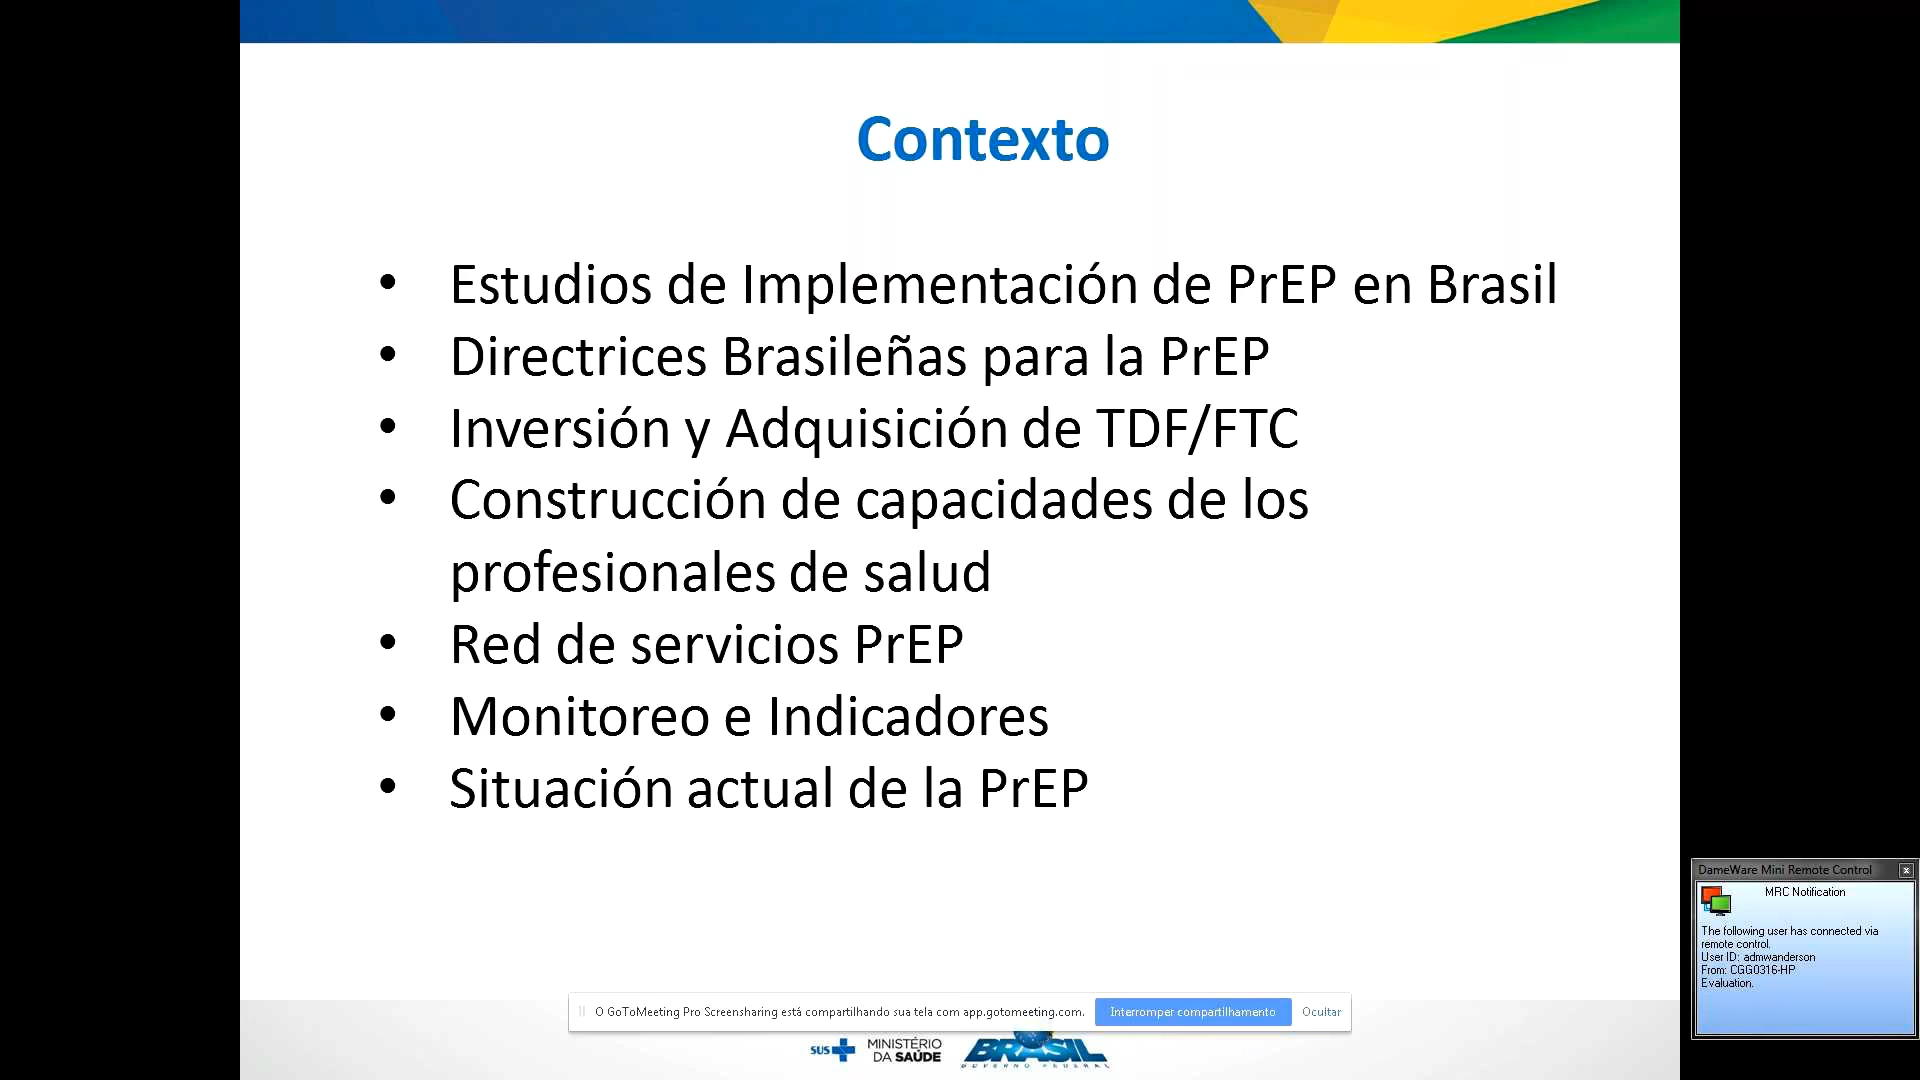 Contexto
• Estudios de Implementación de PrEP en Brasil
• Directrices Brasileñas para la PrEP
• Inversión y Adquisición de TDF/FTC
• Construcción de capacidades de los
profesionales de salud
• Red de servicios PrEP
• Monitoreo e Indicadores
• Situación actual de la PrEP
DameWare Mini Remote Control
x
MRC Notification
The following user has connected via
remote control.
User ID: admwanderson
From: CGG0316-HP
Evaluation.
O GoToMeeting Pro Screensharing está compartilhando sua tela com app.gotomeeting.com.
Interromper compartilhamento
Ocultar
SUS
MINISTÉRIO
DA SAÚDE
BRASIL
GOVERNO FEDERAL